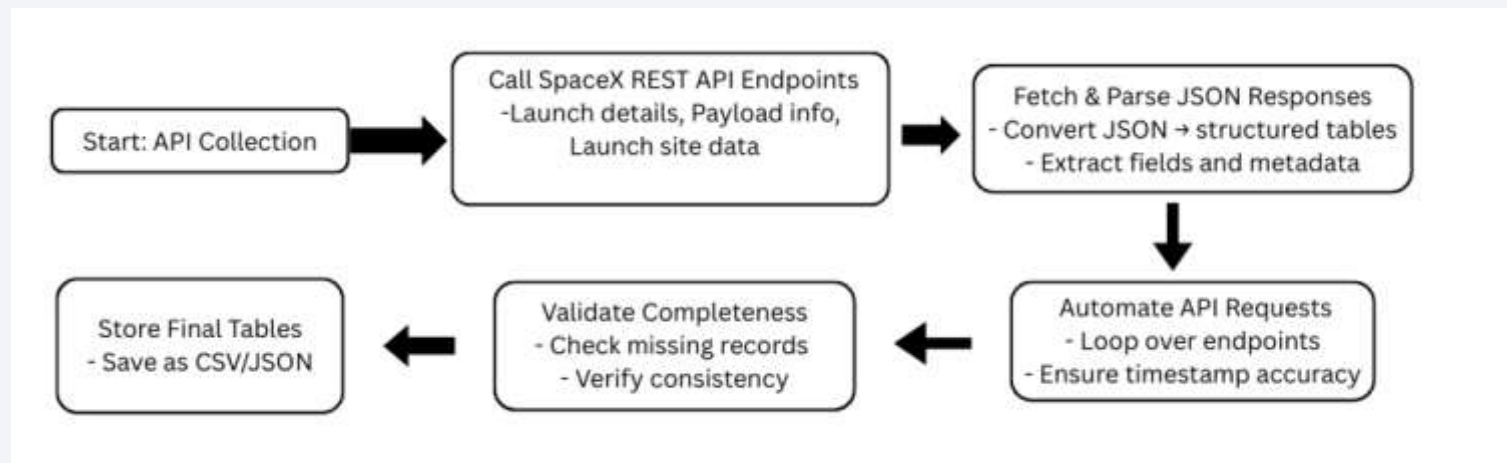 Start: API Collection
Call SpaceX REST API Endpoints
-Launch details, Payload info,
Launch site data
Fetch & Parse JSON Responses
- Convert JSON → structured tables
- Extract fields and metadata
Automate API Requests
- Loop over endpoints
- Ensure timestamp accuracy
Validate Completeness
- Check missing records
- Verify consistency
Store Final Tables
- Save as CSV/JSON